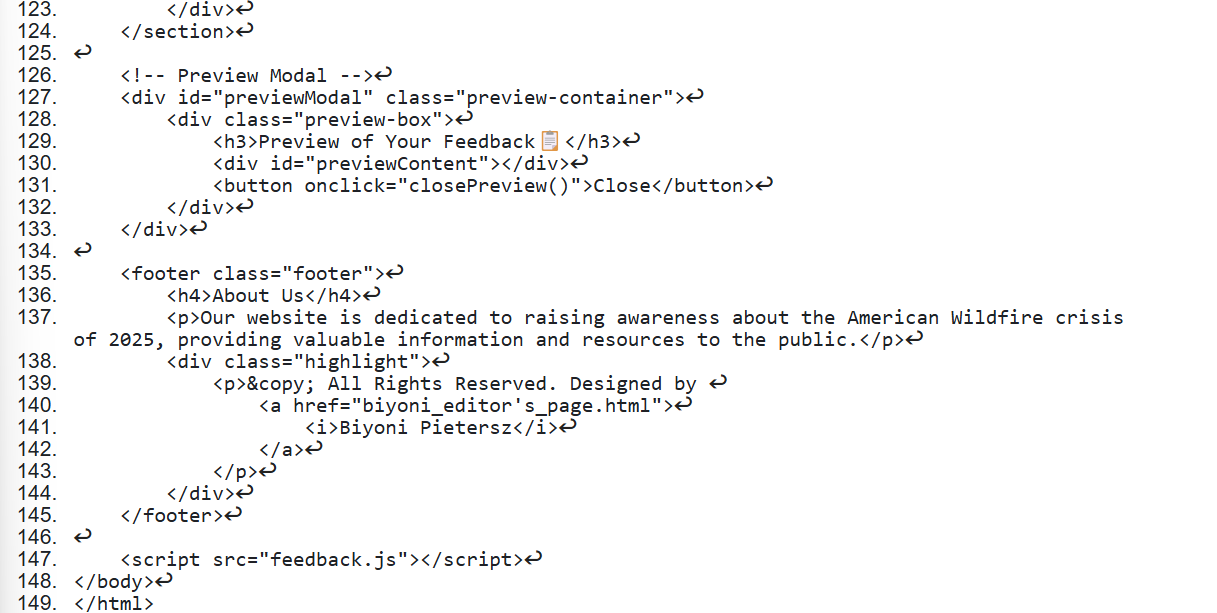 123.         </div>↩
124.     </section>↩
125. ↩
126.     <!-- Preview Modal -->↩
127.     <div id="previewModal" class="preview-container">↩
128.         <div class="preview-box">↩
129.             <h3>Preview of Your Feedback📋</h3>↩
130.             <div id="previewContent"></div>↩
131.             <button onclick="closePreview()">Close</button>↩
132.         </div>↩
133.     </div>↩
134. ↩
135.     <footer class="footer">↩
136.         <h4>About Us</h4>↩
137.         <p>Our website is dedicated to raising awareness about the American Wildfire crisis
of 2025, providing valuable information and resources to the public.</p>↩
138.         <div class="highlight">↩
139.             <p>&copy; All Rights Reserved. Designed by ↩
140.                 <a href="biyoni_editor's_page.html">↩
141.                     <i>Biyoni Pietersz</i>↩
142.                 </a>↩
143.             </p>↩
144.         </div>↩
145.     </footer>↩
146. ↩
147.     <script src="feedback.js"></script>↩
148. </body>↩
149. </html>